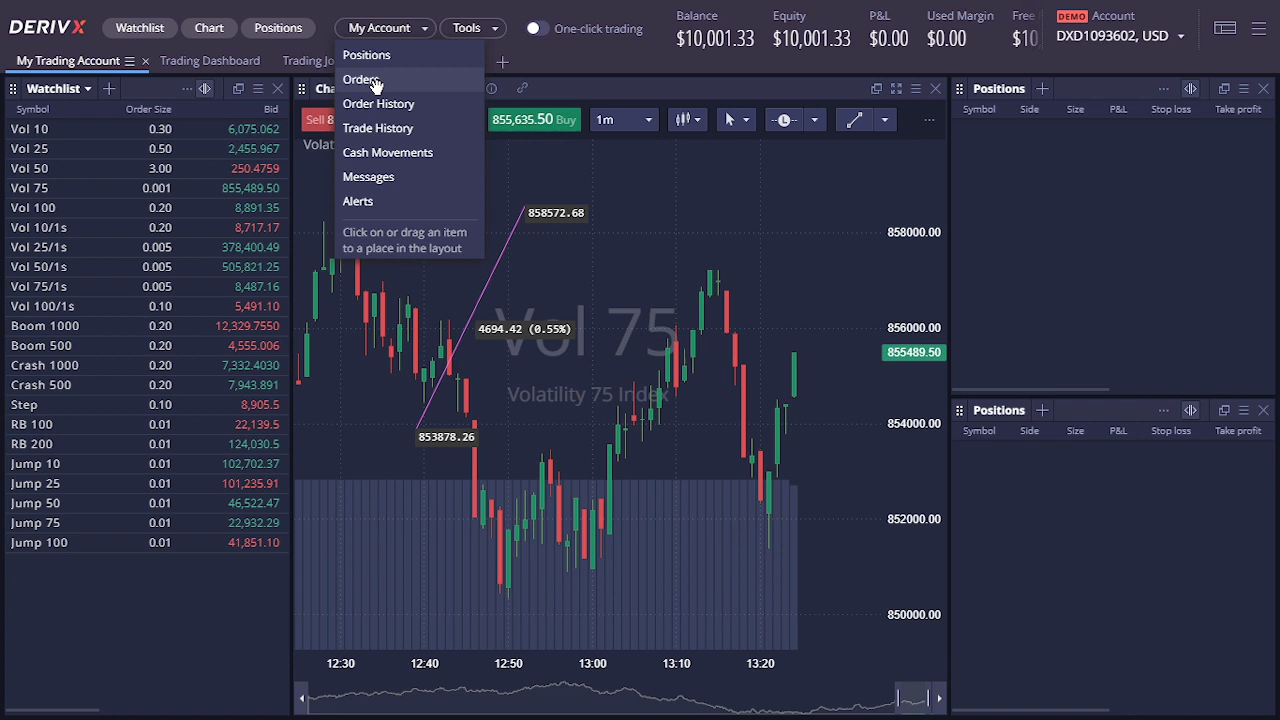 DERIV X
Watchlist
Chart
Positions
My Account
Tools
One-click trading
Balance
$10,001.33
Equity
$10,001.33
P&L
$0.00
Used Margin
$0.00
Free
$10
DEMO Account
DXD1093602, USD
My Trading Account
Trading Dashboard
Trading Jo
Positions
Orders
Order History
Trade History
Cash Movements
Messages
Alerts
Click on or drag an item
to a place in the layout
Watchlist
Symbol Order Size Bid
Vol 10 0.30 6,075.062
Vol 25 0.50 2,455.967
Vol 50 3.00 250.4759
Vol 75 0.001 855,489.50
Vol 100 0.20 8,891.35
Vol 10/1s 0.20 8,717.17
Vol 25/1s 0.005 378,400.49
Vol 50/1s 0.005 505,821.25
Vol 75/1s 0.005 8,487.16
Vol 100/1s 0.10 5,491.10
Boom 1000 0.20 12,329.7550
Boom 500 0.20 4,555.006
Crash 1000 0.20 7,332.4030
Crash 500 0.20 7,943.891
Step 0.10 8,905.5
RB 100 0.01 22,139.5
RB 200 0.01 124,030.5
Jump 10 0.01 102,702.37
Jump 25 0.01 101,235.91
Jump 50 0.01 46,522.47
Jump 75 0.01 22,932.29
Jump 100 0.01 41,851.10
Cha
Sell 8
855,635.50 Buy
1m
Volat
858572.68
4694.42 (0.55%)
853878.26
Vol 75
Volatility 75 Index
858000.00
856000.00
855489.50
854000.00
852000.00
850000.00
12:30 12:40 12:50 13:00 13:10 13:20
Positions
Symbol Side Size P&L Stop loss Take profit
Positions
Symbol Side Size P&L Stop loss Take profit